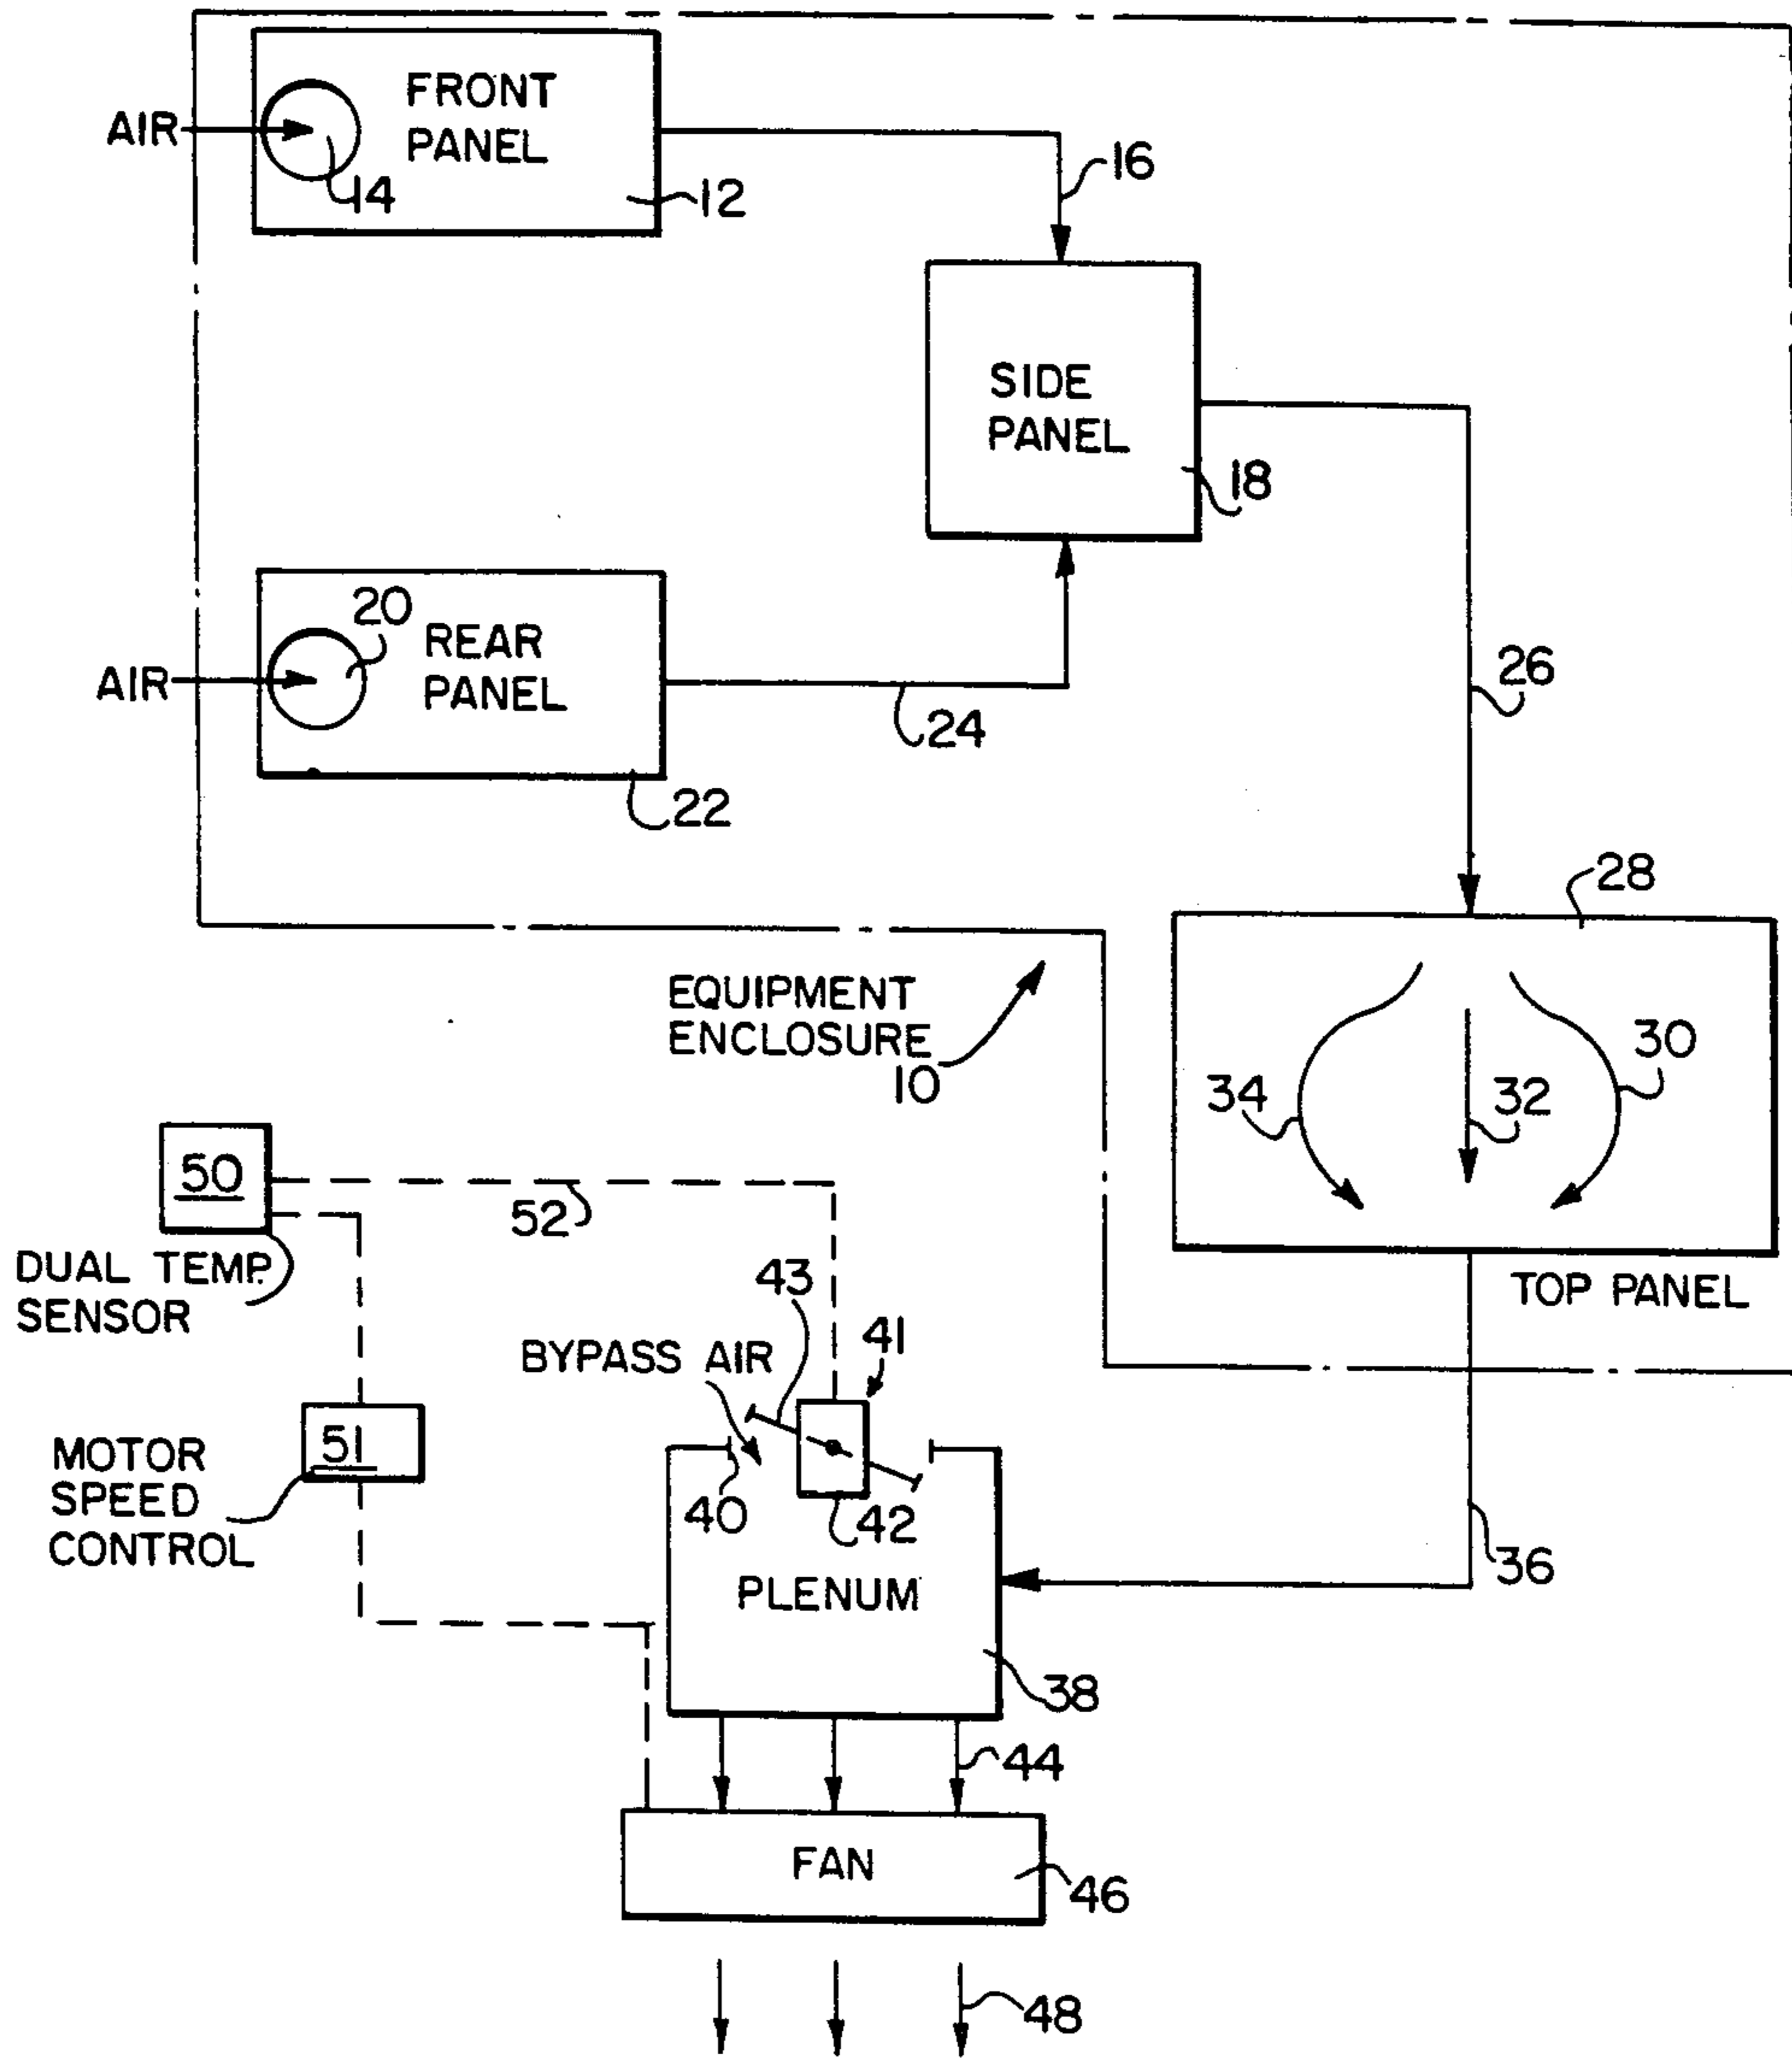 AIR
FRONT
PANEL
14
12
16
SIDE
PANEL
18
AIR
20
REAR
PANEL
22
24
26
28
EQUIPMENT
ENCLOSURE
10
34
32
30
TOP PANEL
50
DUAL TEMP.
SENSOR
52
43
BYPASS AIR
41
51
MOTOR
SPEED
CONTROL
40
42
PLENUM
36
38
44
FAN
46
48